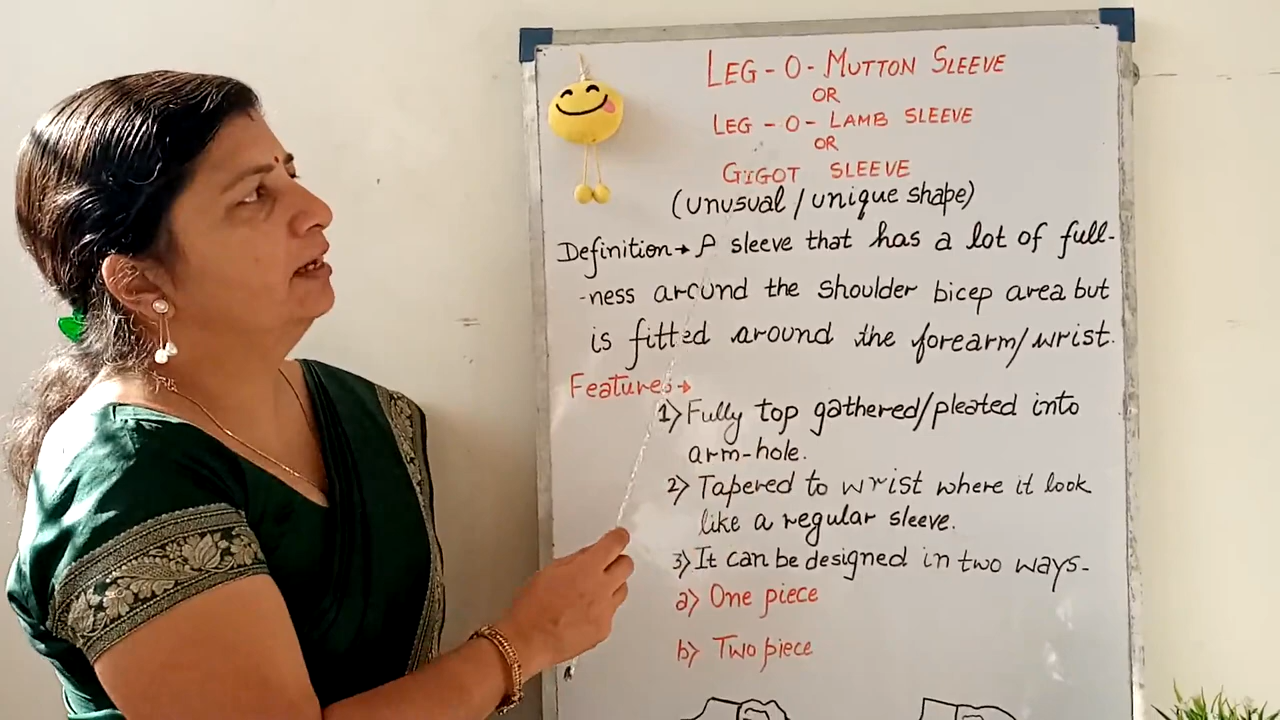 LEG-O-MUTTON SLEEVE
OR
LEG-O-LAMB SLEEVE
OR
GIGOT SLEEVE
(unusual/unique shape)
Definition→ A sleeve that has a lot of full-
-ness around the shoulder bicep area but
is fitted around the forearm/wrist.
Features→
1) Fully top gathered/pleated into
arm-hole.
2) Tapered to wrist where it look
like a regular sleeve.
3) It can be designed in two ways-
a) One piece
b) Two piece